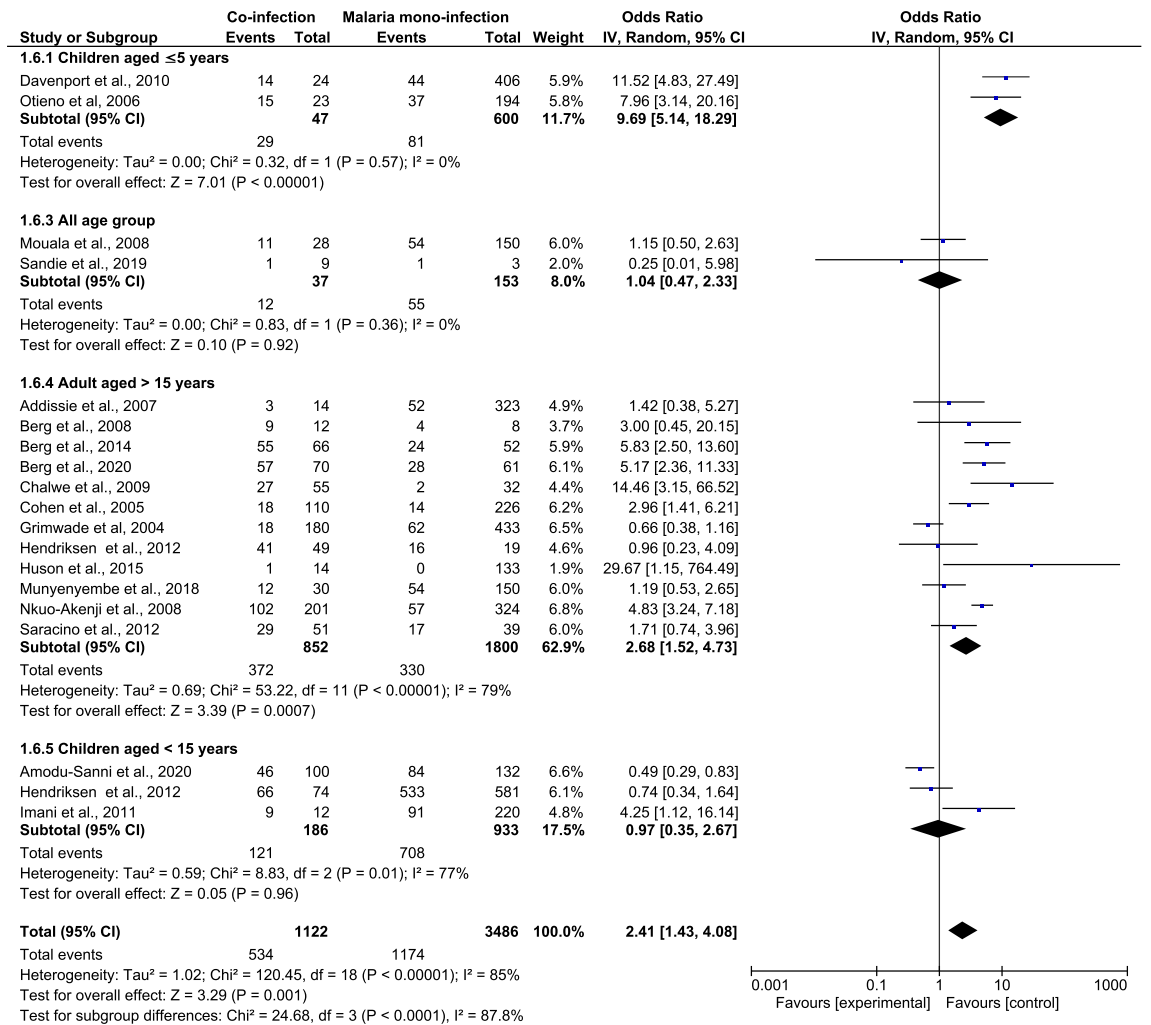 Co-infection Malaria mono-infection Odds Ratio Odds Ratio
Study or Subgroup Events Total Events Total Weight IV, Random, 95% CI IV, Random, 95% CI
1.6.1 Children aged ≤5 years
Davenport et al., 2010 14 24 44 406 5.9% 11.52 [4.83, 27.49]
Otieno et al, 2006 15 23 37 194 5.8% 7.96 [3.14, 20.16]
Subtotal (95% CI) 47 600 11.7% 9.69 [5.14, 18.29]
Total events 29 81
Heterogeneity: Tau² = 0.00; Chi² = 0.32, df = 1 (P = 0.57); I² = 0%
Test for overall effect: Z = 7.01 (P < 0.00001)
1.6.3 All age group
Mouala et al., 2008 11 28 54 150 6.0% 1.15 [0.50, 2.63]
Sandie et al., 2019 1 9 1 3 2.0% 0.25 [0.01, 5.98]
Subtotal (95% CI) 37 153 8.0% 1.04 [0.47, 2.33]
Total events 12 55
Heterogeneity: Tau² = 0.00; Chi² = 0.83, df = 1 (P = 0.36); I² = 0%
Test for overall effect: Z = 0.10 (P = 0.92)
1.6.4 Adult aged > 15 years
Addissie et al., 2007 3 14 52 323 4.9% 1.42 [0.38, 5.27]
Berg et al., 2008 9 12 4 8 3.7% 3.00 [0.45, 20.15]
Berg et al., 2014 55 66 24 52 5.9% 5.83 [2.50, 13.60]
Berg et al., 2020 57 70 28 61 6.1% 5.17 [2.36, 11.33]
Chalwe et al., 2009 27 55 2 32 4.4% 14.46 [3.15, 66.52]
Cohen et al., 2005 18 110 14 226 6.2% 2.96 [1.41, 6.21]
Grimwade et al, 2004 18 180 62 433 6.5% 0.66 [0.38, 1.16]
Hendriksen et al., 2012 41 49 16 19 4.6% 0.96 [0.23, 4.09]
Huson et al., 2015 1 14 0 133 1.9% 29.67 [1.15, 764.49]
Munyenyembe et al., 2018 12 30 54 150 6.0% 1.19 [0.53, 2.65]
Nkuo-Akenji et al., 2008 102 201 57 324 6.8% 4.83 [3.24, 7.18]
Saracino et al., 2012 29 51 17 39 6.0% 1.71 [0.74, 3.96]
Subtotal (95% CI) 852 1800 62.9% 2.68 [1.52, 4.73]
Total events 372 330
Heterogeneity: Tau² = 0.69; Chi² = 53.22, df = 11 (P < 0.00001); I² = 79%
Test for overall effect: Z = 3.39 (P = 0.0007)
1.6.5 Children aged < 15 years
Amodu-Sanni et al., 2020 46 100 84 132 6.6% 0.49 [0.29, 0.83]
Hendriksen et al., 2012 66 74 533 581 6.1% 0.74 [0.34, 1.64]
Imani et al., 2011 9 12 91 220 4.8% 4.25 [1.12, 16.14]
Subtotal (95% CI) 186 933 17.5% 0.97 [0.35, 2.67]
Total events 121 708
Heterogeneity: Tau² = 0.59; Chi² = 8.83, df = 2 (P = 0.01); I² = 77%
Test for overall effect: Z = 0.05 (P = 0.96)
Total (95% CI) 1122 3486 100.0% 2.41 [1.43, 4.08]
Total events 534 1174
Heterogeneity: Tau² = 1.02; Chi² = 120.45, df = 18 (P < 0.00001); I² = 85%
Test for overall effect: Z = 3.29 (P = 0.001)
Test for subgroup differences: Chi² = 24.68, df = 3 (P < 0.0001), I² = 87.8%
0.001 0.1 1 10 1000
Favours [experimental] Favours [control]